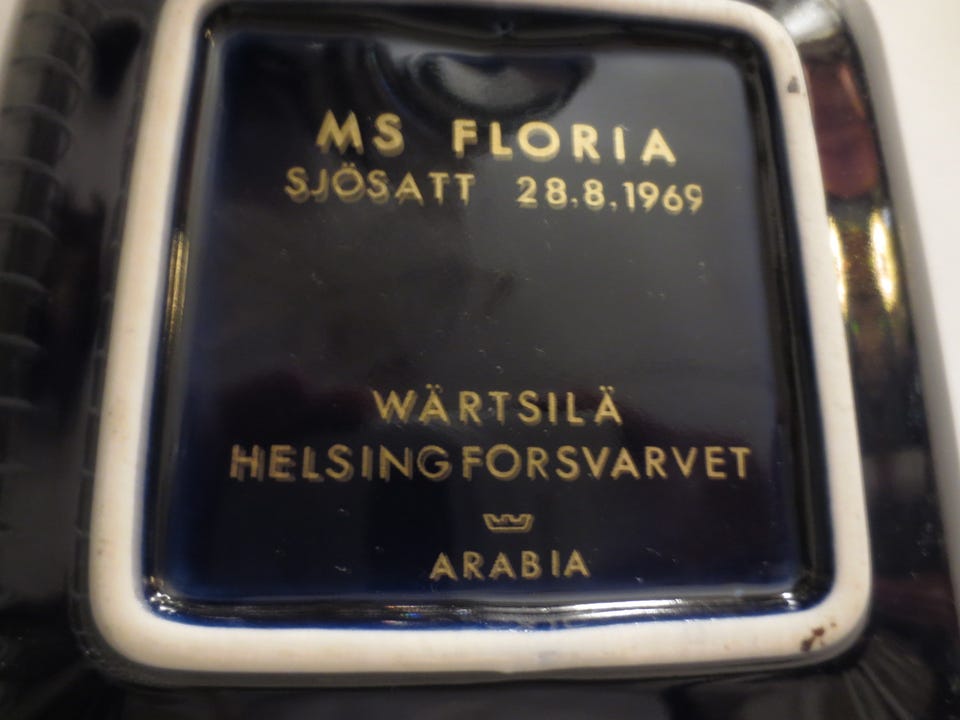 MS FLORIA
SJÖSATT 28.8.1969
WÄRTSILÄ
HELSINGFORSVARVET
ARABIA